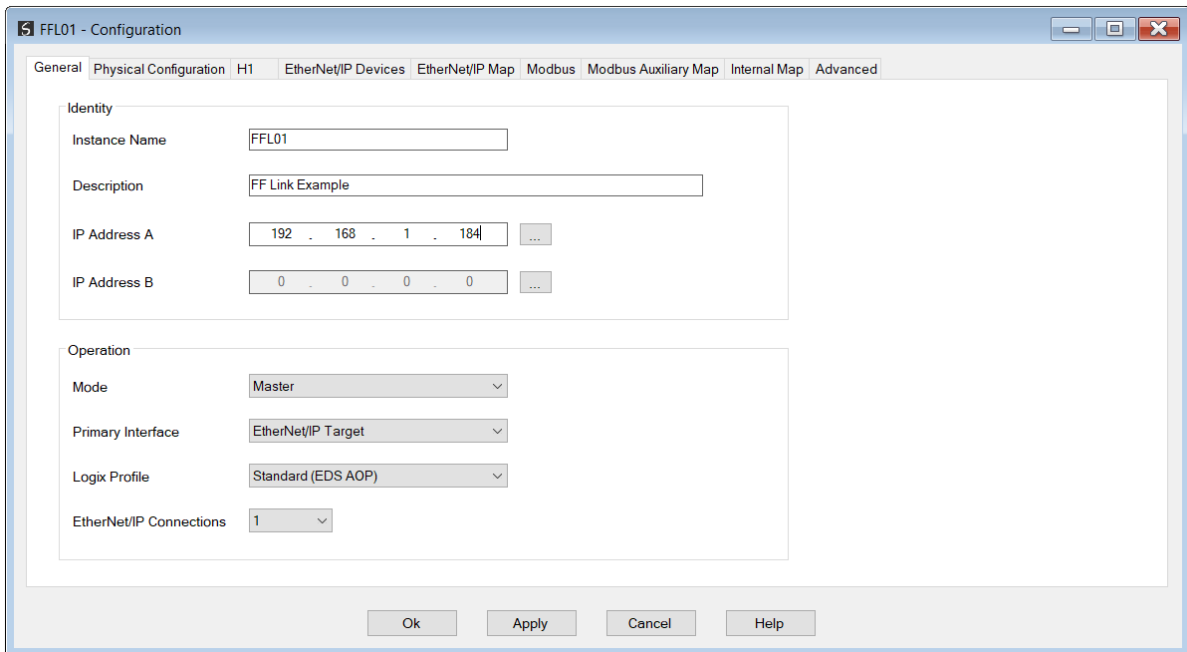 FFL01 - Configuration
General Physical Configuration H1 EtherNet/IP Devices EtherNet/IP Map Modbus Modbus Auxiliary Map Internal Map Advanced
Identity
Instance Name FFL01
Description FF Link Example
IP Address A 192 . 168 . 1 . 184 ...
IP Address B 0 . 0 . 0 . 0 ...
Operation
Mode Master
Primary Interface EtherNet/IP Target
Logix Profile Standard (EDS AOP)
EtherNet/IP Connections 1
Ok Apply Cancel Help